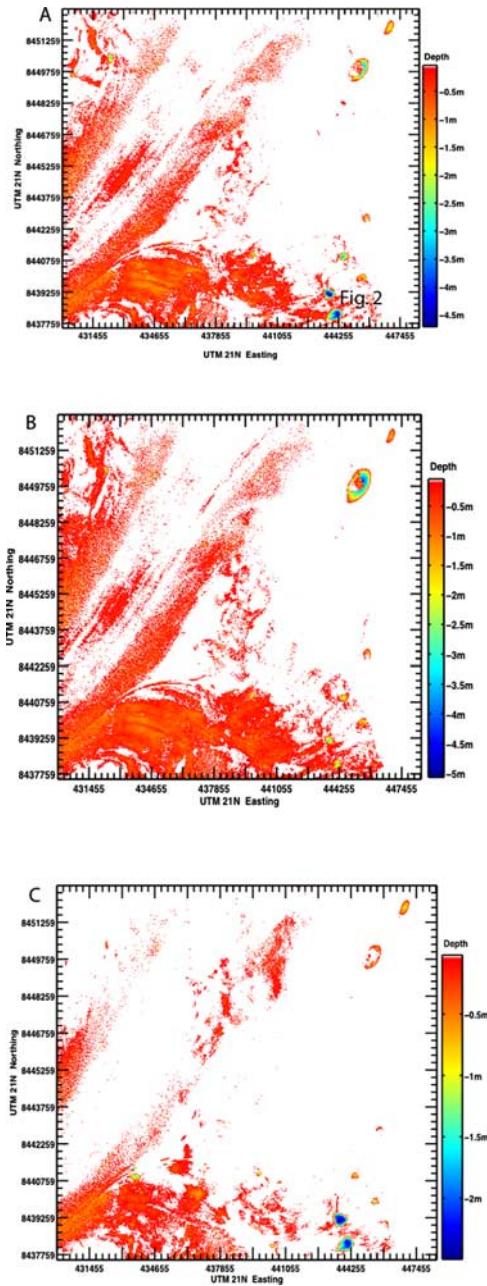 A
8451259
8449759
8448259
8446759
8445259
8443759
8442259
8440759
8439259
8437759
UTM 21N Northing
431455 434655 437855 441055 444255 447455
UTM 21N Easting
Fig. 2
Depth
-.5m
-1m
-1.5m
-2m
-2.5m
-3m
-3.5m
-4m
-4.5m
B
8451259
8449759
8448259
8446759
8445259
8443759
8442259
8440759
8439259
8437759
UTM 21N Northing
431455 434655 437855 441055 444255 447455
UTM 21N Easting
Depth
-0.5m
-1m
-1.5m
-2m
-2.5m
-3m
-3.5m
-4m
-4.5m
-5m
C
8451259
8449759
8448259
8446759
8445259
8443759
8442259
8440759
8439259
8437759
UTM 21N Northing
431455 434655 437855 441055 444255 447455
UTM 21N Easting
Depth
-0.5m
-1m
-1.5m
-2m